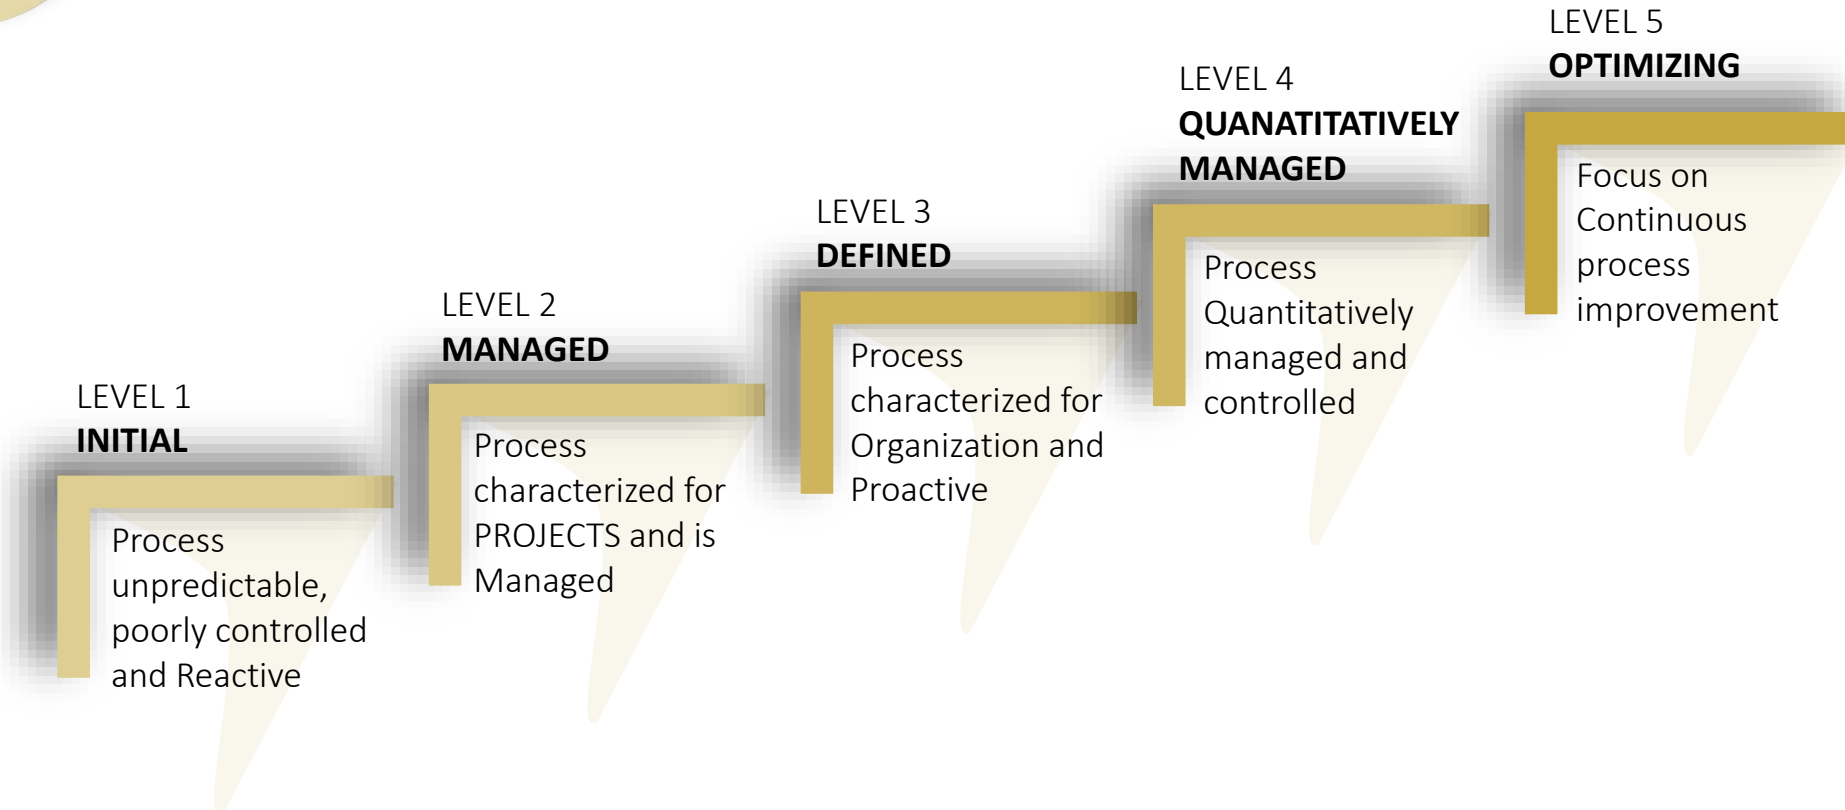 LEVEL 1
INITIAL
Process
unpredictable,
poorly controlled
and Reactive
LEVEL 2
MANAGED
Process
characterized for
PROJECTS and is
Managed
LEVEL 3
DEFINED
Process
characterized for
Organization and
Proactive
LEVEL 4
QUANATITATIVELY
MANAGED
Process
Quantitatively
managed and
controlled
LEVEL 5
OPTIMIZING
Focus on
Continuous
process
improvement